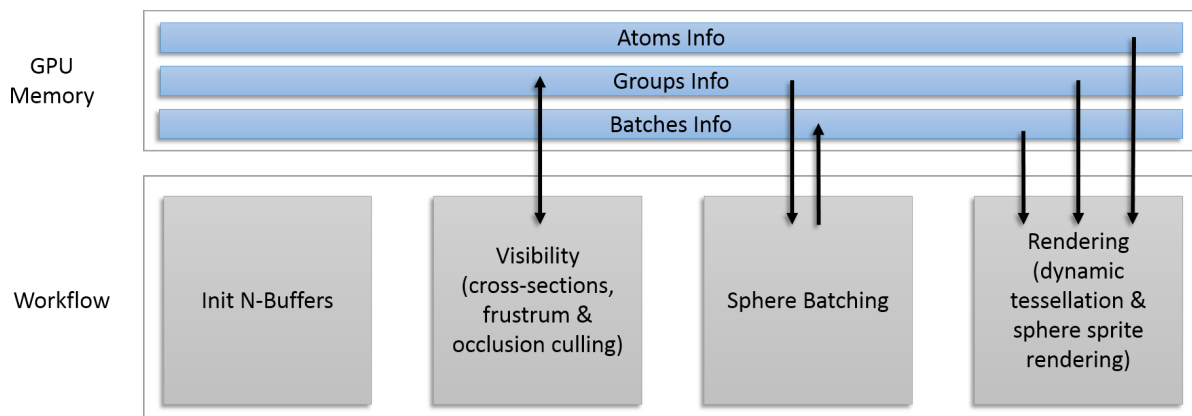 GPU
Memory
Atoms Info
Groups Info
Batches Info
Workflow
Init N-Buffers
Visibility
(cross-sections,
frustrum &
occlusion culling)
Sphere Batching
Rendering
(dynamic
tessellation &
sphere sprite
rendering)